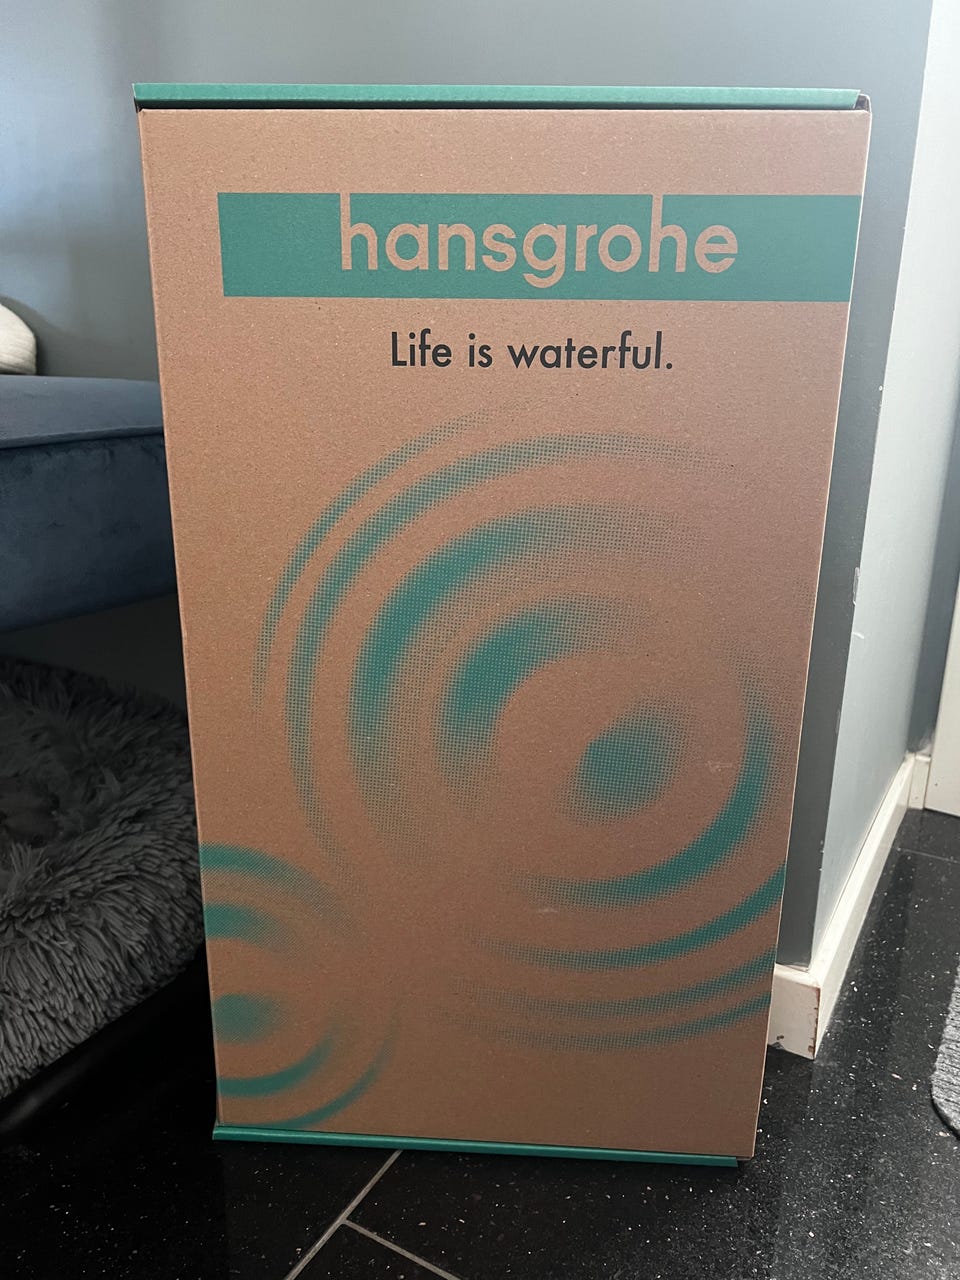 hansgrohe
Life is waterful.